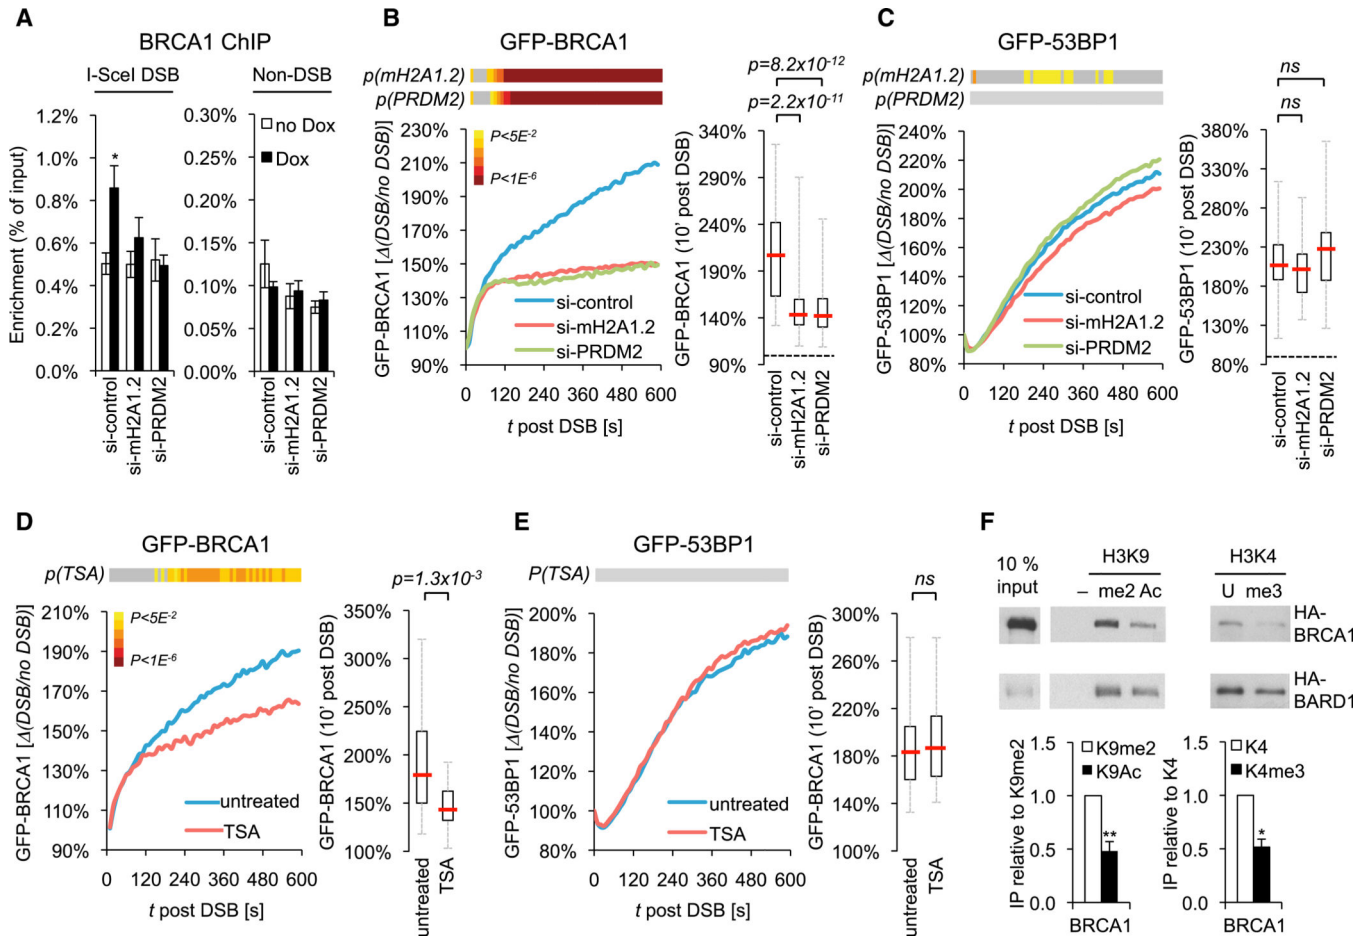 A
BRCA1 ChIP
I-SceI DSB
Non-DSB
Enrichment (% of input)
1.2%
1.0%
0.8%
0.6%
0.4%
0.2%
0.0%
*
si-control
si-mH2A1.2
si-PRDM2
0.30%
0.25%
0.20%
0.15%
0.10%
0.05%
0.00%
no Dox
Dox
si-control
si-mH2A1.2
si-PRDM2
B
GFP-BRCA1
p(mH2A1.2)
p(PRDM2)
GFP-BRCA1 [Δ(DSB/no DSB)]
230%
210%
190%
170%
150%
130%
110%
90%
P<5E-2
P<1E-6
si-control
si-mH2A1.2
si-PRDM2
0 120 240 360 480 600
t post DSB [s]
p=8.2x10-12
p=2.2x10-11
GFP-BRCA1 (10' post DSB)
340%
290%
240%
190%
140%
90%
si-control
si-mH2A1.2
si-PRDM2
C
GFP-53BP1
p(mH2A1.2)
p(PRDM2)
GFP-53BP1 [Δ(DSB/no DSB)]
240%
220%
200%
180%
160%
140%
120%
100%
80%
si-control
si-mH2A1.2
si-PRDM2
0 120 240 360 480 600
t post DSB [s]
ns
ns
GFP-53BP1 (10' post DSB)
380%
330%
280%
230%
180%
130%
80%
si-control
si-mH2A1.2
si-PRDM2
D
GFP-BRCA1
p(TSA)
GFP-BRCA1 [Δ(DSB/no DSB)]
210%
190%
170%
150%
130%
110%
90%
P<5E-2
P<1E-6
untreated
TSA
0 120 240 360 480 600
t post DSB [s]
p=1.3x10-3
GFP-BRCA1 (10' post DSB)
350%
300%
250%
200%
150%
100%
untreated
TSA
E
GFP-53BP1
P(TSA)
GFP-53BP1 [Δ(DSB/no DSB)]
200%
180%
160%
140%
120%
100%
80%
untreated
TSA
0 120 240 360 480 600
t post DSB [s]
ns
GFP-BRCA1 (10' post DSB)
300%
260%
220%
180%
140%
100%
untreated
TSA
F
10 %
input
H3K9
– me2 Ac
H3K4
U me3
HA-
BRCA1
HA-
BARD1
IP relative to K9me2
1.5
1.0
0.5
0.0
K9me2
K9Ac
**
BRCA1
IP relative to K4
1.5
1.0
0.5
0.0
K4
K4me3
*
BRCA1